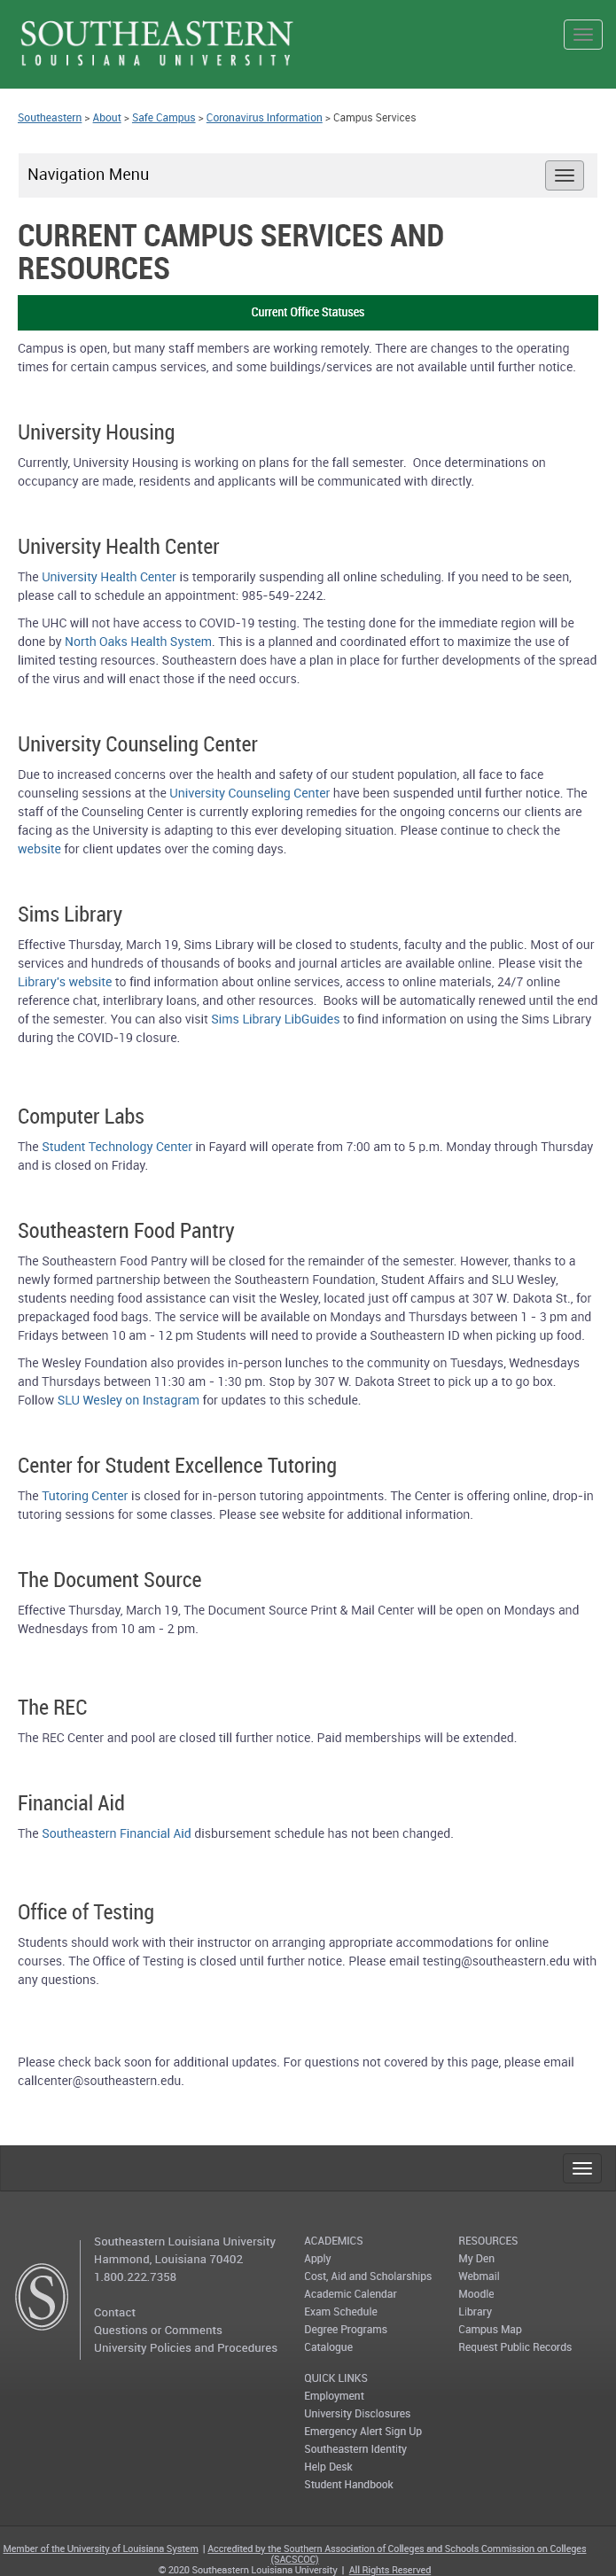 SOUTHEASTERN
LOUISIANA UNIVERSITY
Southeastern > About > Safe Campus > Coronavirus Information > Campus Services
Navigation Menu
CURRENT CAMPUS SERVICES AND
RESOURCES
Current Office Statuses
Campus is open, but many staff members are working remotely. There are changes to the operating
times for certain campus services, and some buildings/services are not available until further notice.
University Housing
Currently, University Housing is working on plans for the fall semester.  Once determinations on
occupancy are made, residents and applicants will be communicated with directly.
University Health Center
The University Health Center is temporarily suspending all online scheduling. If you need to be seen,
please call to schedule an appointment: 985-549-2242.
The UHC will not have access to COVID-19 testing. The testing done for the immediate region will be
done by North Oaks Health System. This is a planned and coordinated effort to maximize the use of
limited testing resources. Southeastern does have a plan in place for further developments of the spread
of the virus and will enact those if the need occurs.
University Counseling Center
Due to increased concerns over the health and safety of our student population, all face to face
counseling sessions at the University Counseling Center have been suspended until further notice. The
staff of the Counseling Center is currently exploring remedies for the ongoing concerns our clients are
facing as the University is adapting to this ever developing situation. Please continue to check the
website for client updates over the coming days.
Sims Library
Effective Thursday, March 19, Sims Library will be closed to students, faculty and the public. Most of our
services and hundreds of thousands of books and journal articles are available online. Please visit the
Library's website to find information about online services, access to online materials, 24/7 online
reference chat, interlibrary loans, and other resources.  Books will be automatically renewed until the end
of the semester. You can also visit Sims Library LibGuides to find information on using the Sims Library
during the COVID-19 closure.
Computer Labs
The Student Technology Center in Fayard will operate from 7:00 am to 5 p.m. Monday through Thursday
and is closed on Friday.
Southeastern Food Pantry
The Southeastern Food Pantry will be closed for the remainder of the semester. However, thanks to a
newly formed partnership between the Southeastern Foundation, Student Affairs and SLU Wesley,
students needing food assistance can visit the Wesley, located just off campus at 307 W. Dakota St., for
prepackaged food bags. The service will be available on Mondays and Thursdays between 1 - 3 pm and
Fridays between 10 am - 12 pm Students will need to provide a Southeastern ID when picking up food.
The Wesley Foundation also provides in-person lunches to the community on Tuesdays, Wednesdays
and Thursdays between 11:30 am - 1:30 pm. Stop by 307 W. Dakota Street to pick up a to go box.
Follow SLU Wesley on Instagram for updates to this schedule.
Center for Student Excellence Tutoring
The Tutoring Center is closed for in-person tutoring appointments. The Center is offering online, drop-in
tutoring sessions for some classes. Please see website for additional information.
The Document Source
Effective Thursday, March 19, The Document Source Print & Mail Center will be open on Mondays and
Wednesdays from 10 am - 2 pm.
The REC
The REC Center and pool are closed till further notice. Paid memberships will be extended.
Financial Aid
The Southeastern Financial Aid disbursement schedule has not been changed.
Office of Testing
Students should work with their instructor on arranging appropriate accommodations for online
courses. The Office of Testing is closed until further notice. Please email testing@southeastern.edu with
any questions.
Please check back soon for additional updates. For questions not covered by this page, please email
callcenter@southeastern.edu.
S
Southeastern Louisiana University
Hammond, Louisiana 70402
1.800.222.7358
Contact
Questions or Comments
University Policies and Procedures
ACADEMICS
Apply
Cost, Aid and Scholarships
Academic Calendar
Exam Schedule
Degree Programs
Catalogue
RESOURCES
My Den
Webmail
Moodle
Library
Campus Map
Request Public Records
QUICK LINKS
Employment
University Disclosures
Emergency Alert Sign Up
Southeastern Identity
Help Desk
Student Handbook
Member of the University of Louisiana System | Accredited by the Southern Association of Colleges and Schools Commission on Colleges
(SACSCOC)
© 2020 Southeastern Louisiana University | All Rights Reserved